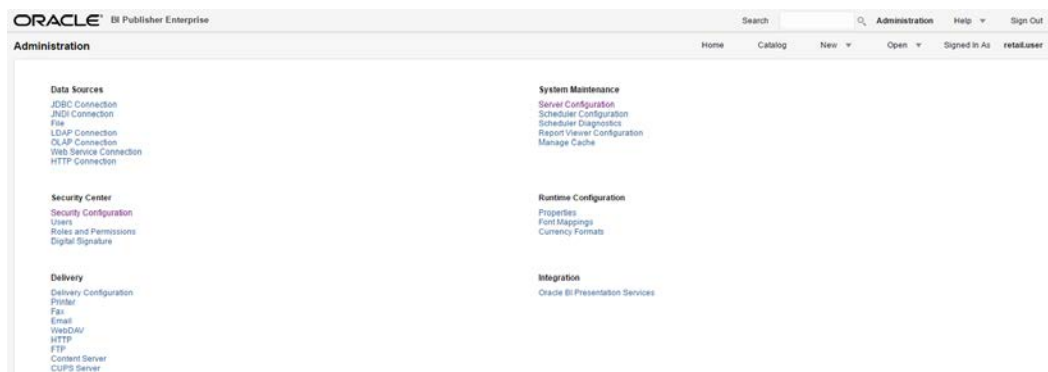 ORACLE BI Publisher Enterprise
Search Administration Help Sign Out
Administration
Home Catalog New Open Signed In As retail.user
Data Sources
JDBC Connection
JNDI Connection
File
LDAP Connection
OLAP Connection
Web Service Connection
HTTP Connection
System Maintenance
Server Configuration
Scheduler Configuration
Scheduler Diagnostics
Report Viewer Configuration
Manage Cache
Security Center
Security Configuration
Users
Roles and Permissions
Digital Signature
Runtime Configuration
Properties
Font Mappings
Currency Formats
Delivery
Delivery Configuration
Printer
Fax
Email
WebDAV
HTTP
FTP
Content Server
CUPS Server
Integration
Oracle BI Presentation Services